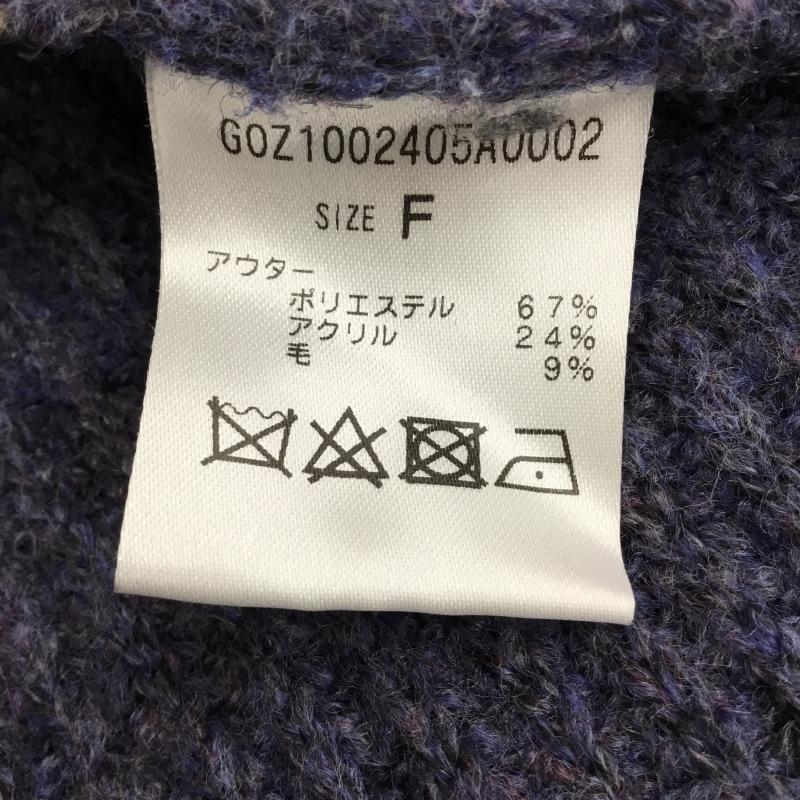 G0Z1002405A0002
SIZE F
アウター
ポリエステル 67%
アクリル 24%
毛 9%